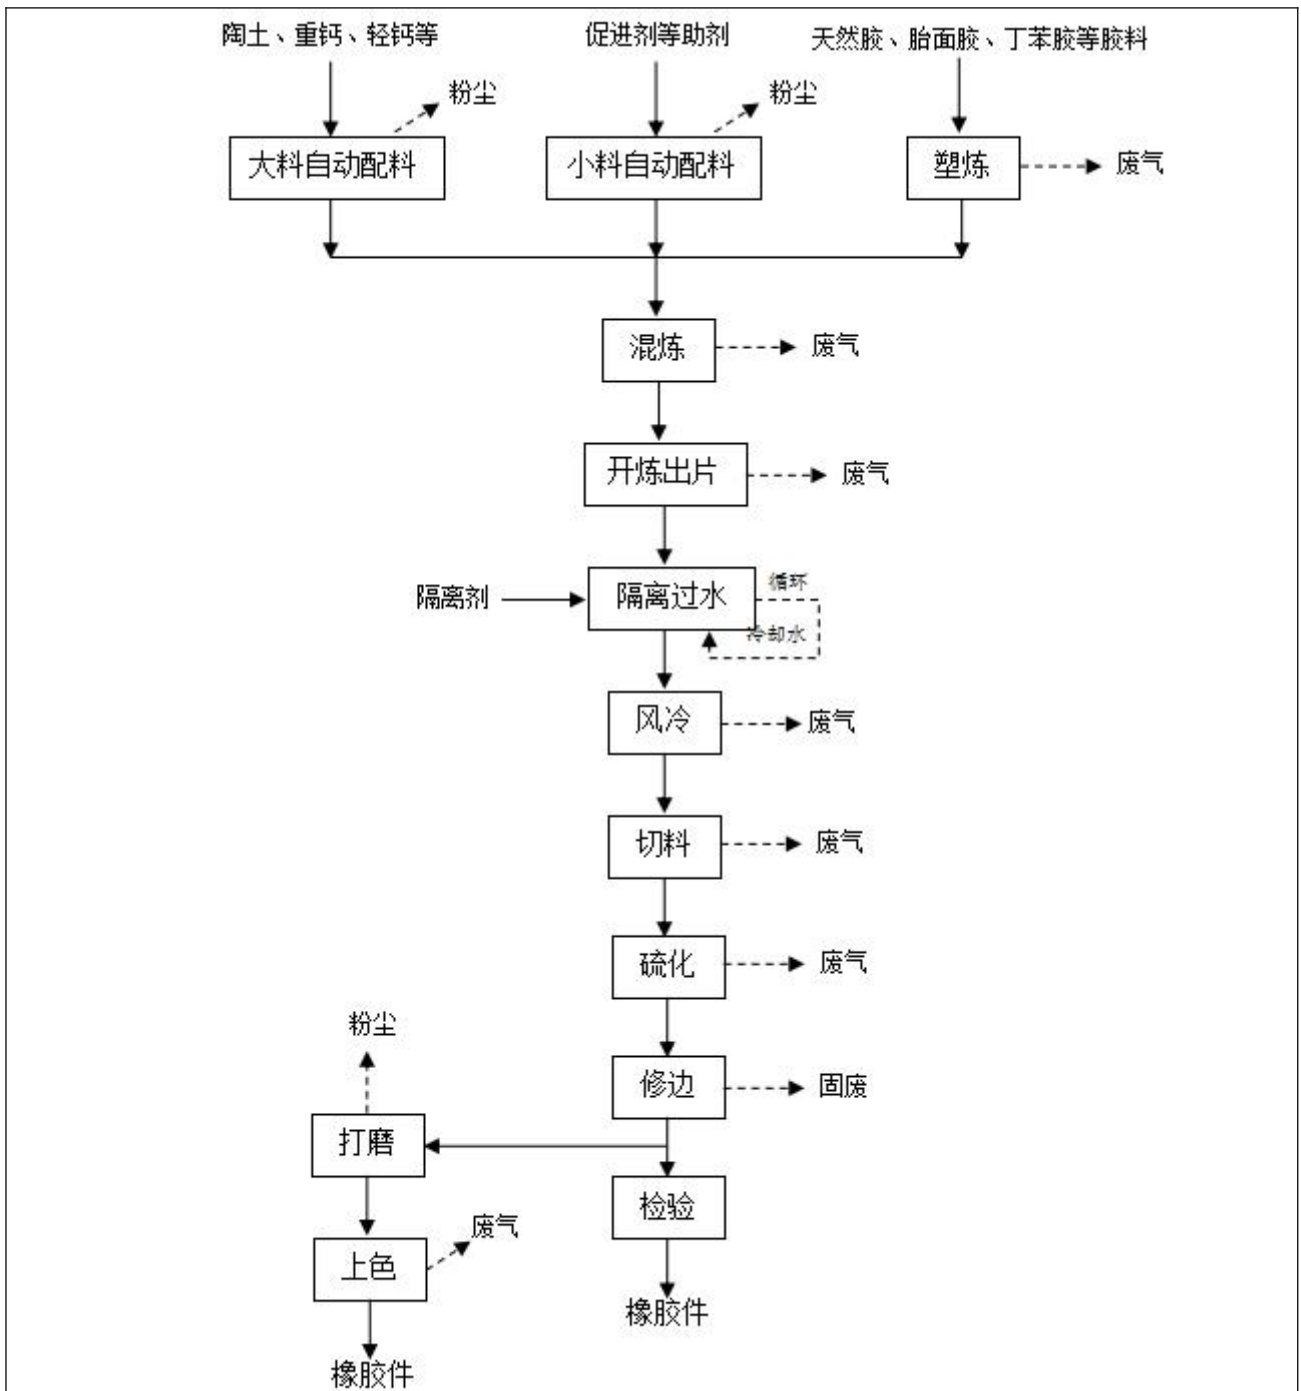 陶土、重钙、轻钙等
促进剂等助剂
天然胶、胎面胶、丁苯胶等胶料
粉尘
粉尘
大料自动配料
小料自动配料
塑炼
废气
混炼
废气
开炼出片
废气
隔离剂
隔离过水
循环
冷却水
风冷
废气
切料
废气
硫化
废气
粉尘
修边
固废
打磨
检验
废气
上色
橡胶件
橡胶件